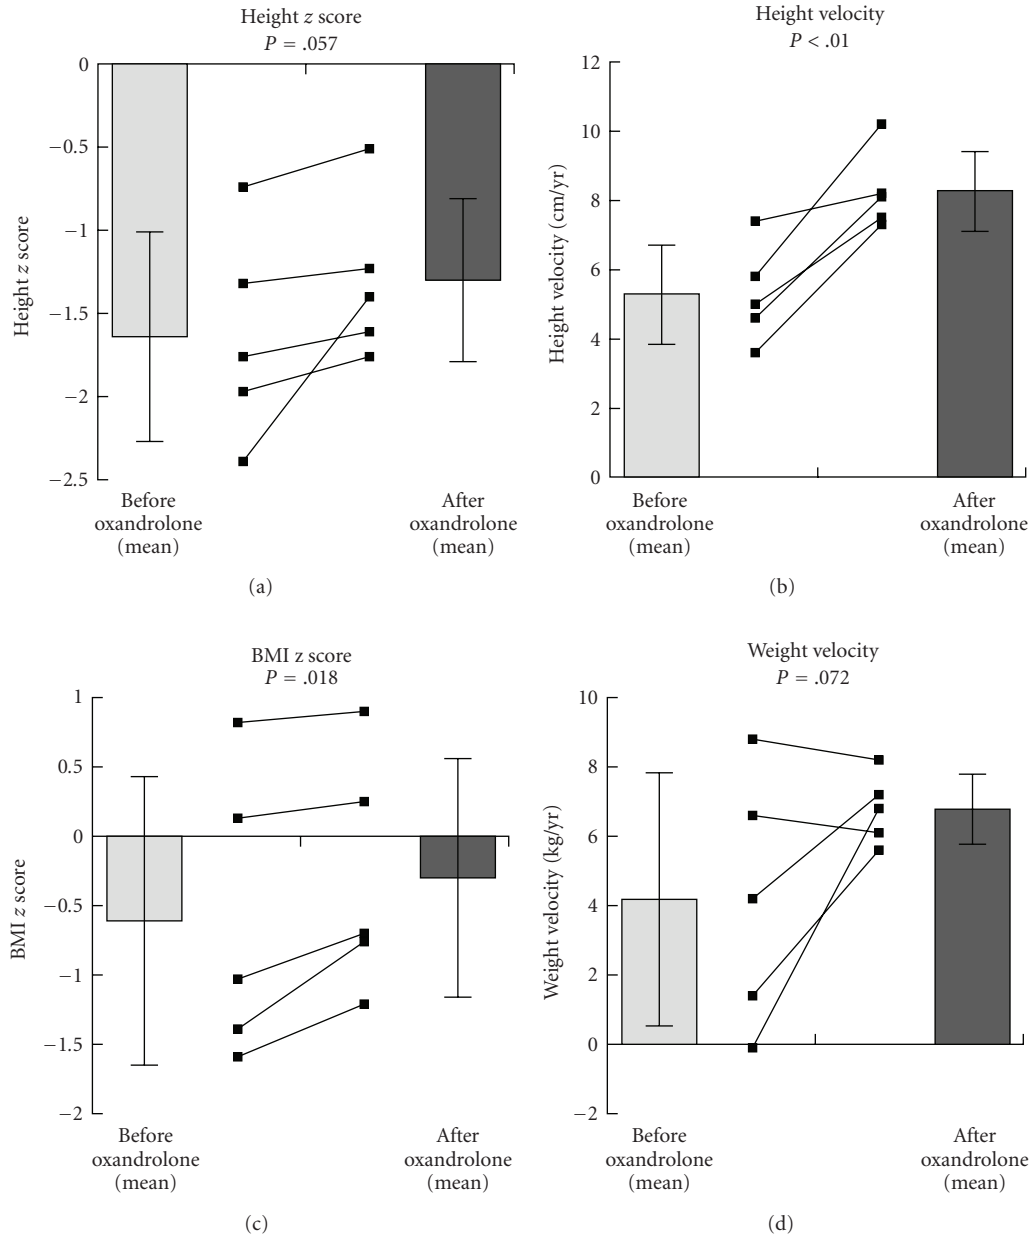 Height z score
P = .057
0
−0.5
−1
−1.5
−2
−2.5
Height z score
Before
oxandrolone
(mean)
After
oxandrolone
(mean)
(a)
Height velocity
P < .01
12
10
8
6
4
2
0
Height velocity (cm/yr)
Before
oxandrolone
(mean)
After
oxandrolone
(mean)
(b)
BMI z score
P = .018
1
0.5
0
−0.5
−1
−1.5
−2
BMI z score
Before
oxandrolone
(mean)
After
oxandrolone
(mean)
(c)
Weight velocity
P = .072
10
8
6
4
2
0
−2
Weight velocity (kg/yr)
Before
oxandrolone
(mean)
After
oxandrolone
(mean)
(d)